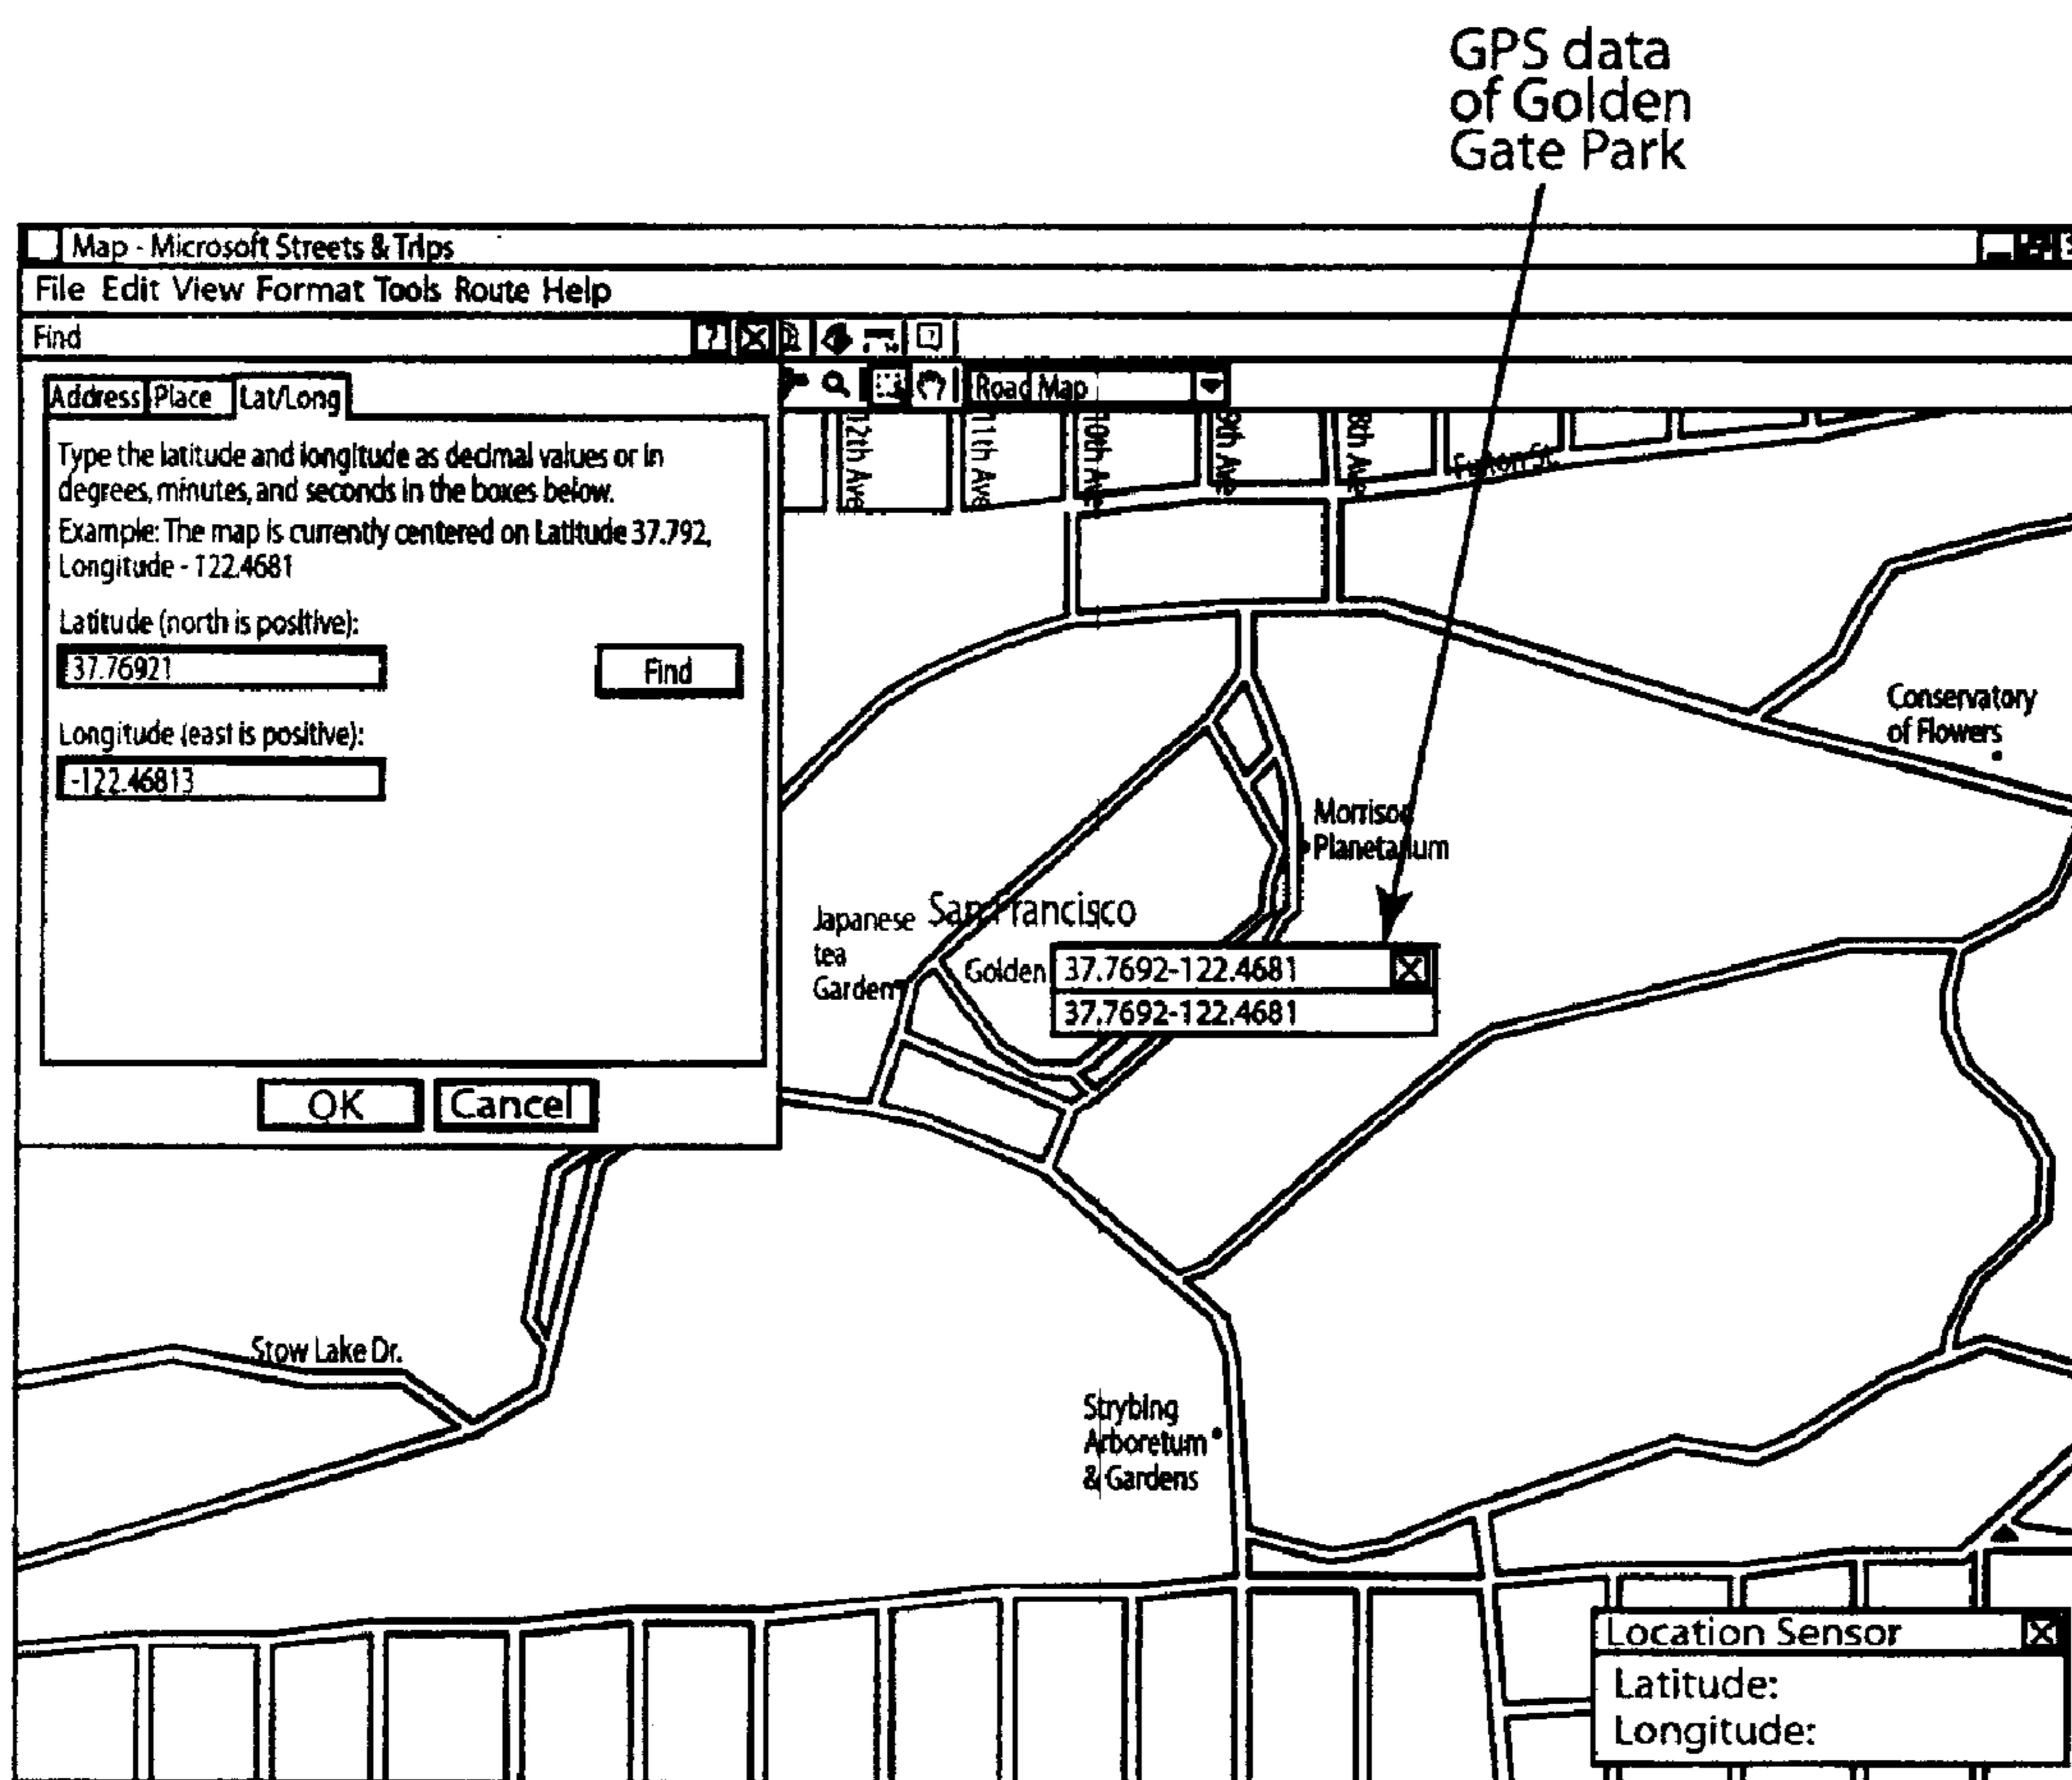 GPS data
of Golden
Gate Park
Map - Microsoft Streets & Trips
File Edit View Format Tools Route Help
Find
?
Address Place Lat/Long
Road Map
Type the latitude and longitude as decimal values or in
degrees, minutes, and seconds in the boxes below.
Example: The map is currently centered on Latitude 37.792,
Longitude - 122.4681
Latitude (north is positive):
37.76921
Find
Longitude (east is positive):
-122.46813
OK
Cancel
12th Ave
11th Ave
10th Ave
9th Ave
8th Ave
Fulton St.
Conservatory
of Flowers
Morrison
Planetarium
San Francisco
Japanese
tea
Garden
Golden
37.7692-122.4681
37.7692-122.4681
Stow Lake Dr.
Strybing
Arboretum
& Gardens
Location Sensor
Latitude:
Longitude: